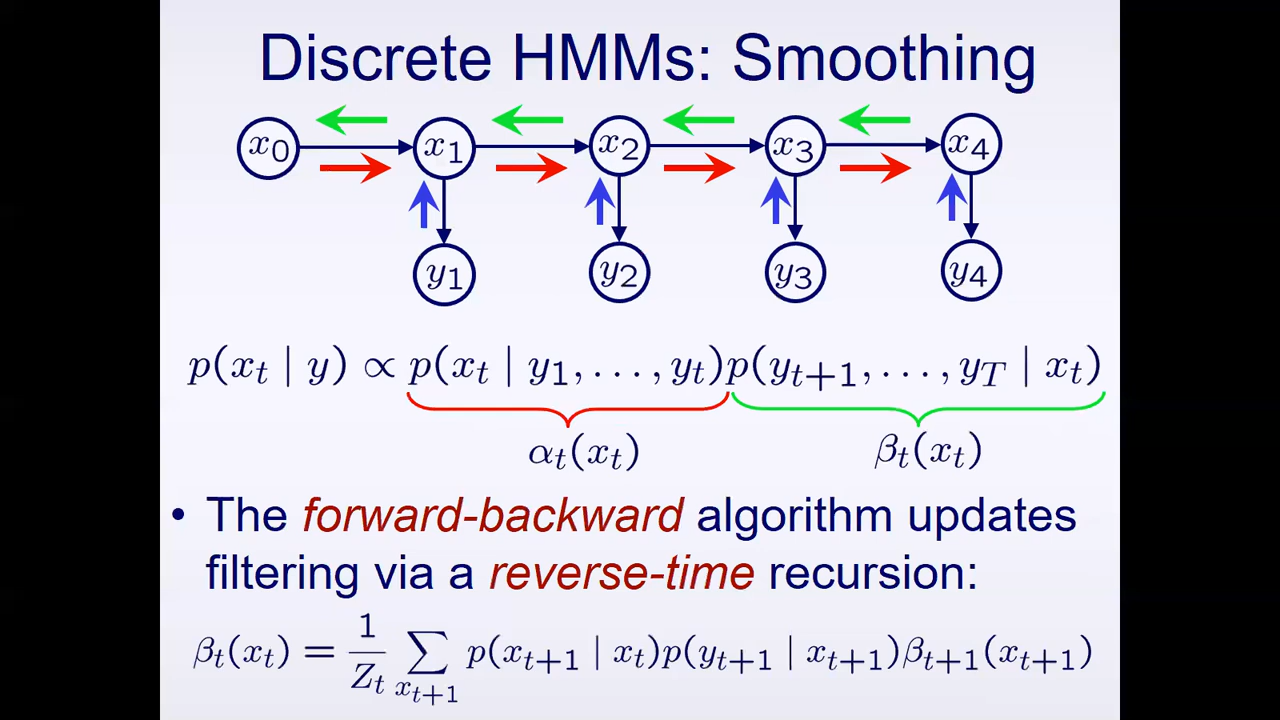 Discrete HMMs: Smoothing
x₀ x₁ x₂ x₃ x₄
y₁ y₂ y₃ y₄
p(xₜ | y) ∝ p(xₜ | y₁, . . . , yₜ)p(yₜ₊₁, . . . , y_T | xₜ)
αₜ(xₜ) βₜ(xₜ)
• The forward-backward algorithm updates
filtering via a reverse-time recursion:
βₜ(xₜ) = 1/Zₜ ∑_{xₜ₊₁} p(xₜ₊₁ | xₜ)p(yₜ₊₁ | xₜ₊₁)βₜ₊₁(xₜ₊₁)